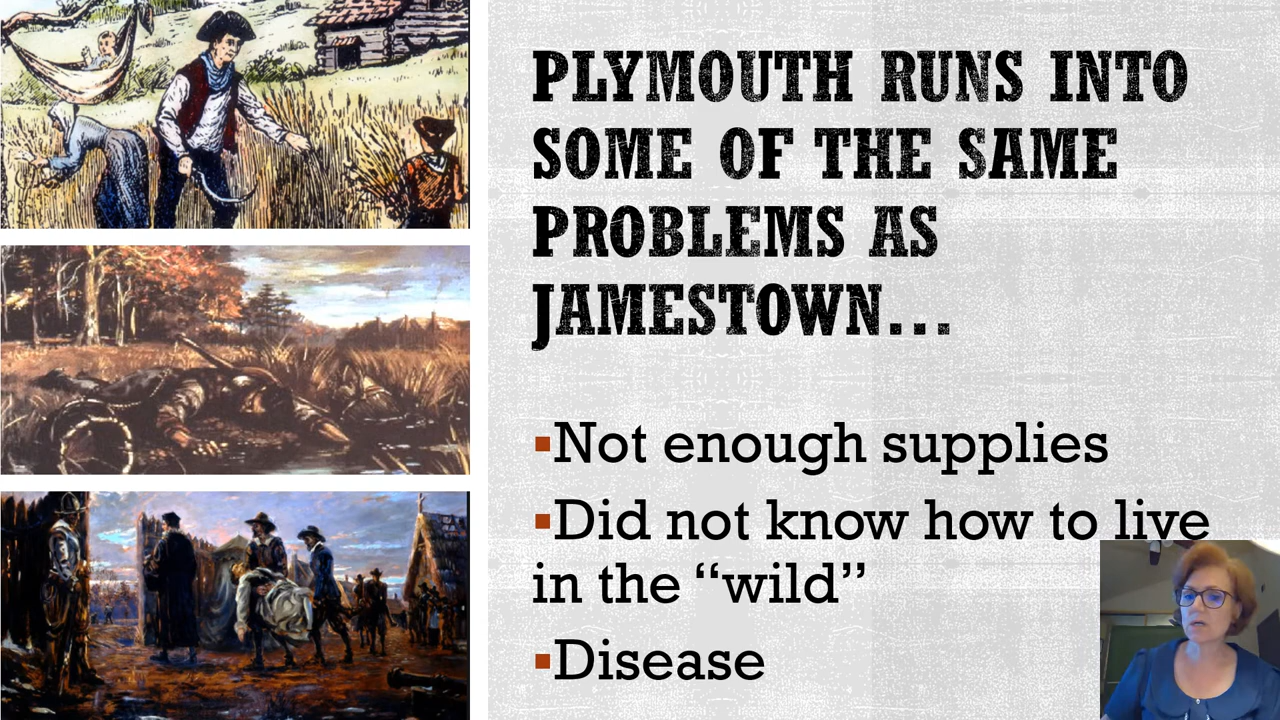 PLYMOUTH RUNS INTO
SOME OF THE SAME
PROBLEMS AS
JAMESTOWN...
▪Not enough supplies
▪Did not know how to live
in the “wild”
▪Disease